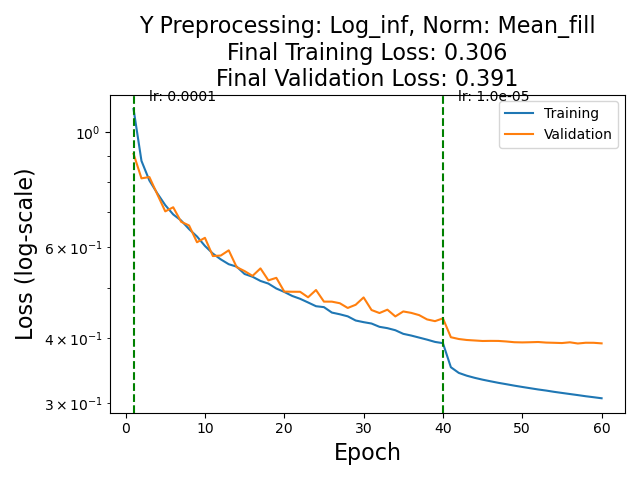 Y Preprocessing: Log_inf, Norm: Mean_fill
Final Training Loss: 0.306
Final Validation Loss: 0.391
lr: 0.0001
lr: 1.0e-05
Training
Validation
10⁰
6 × 10⁻¹
4 × 10⁻¹
3 × 10⁻¹
Loss (log-scale)
0 10 20 30 40 50 60
Epoch